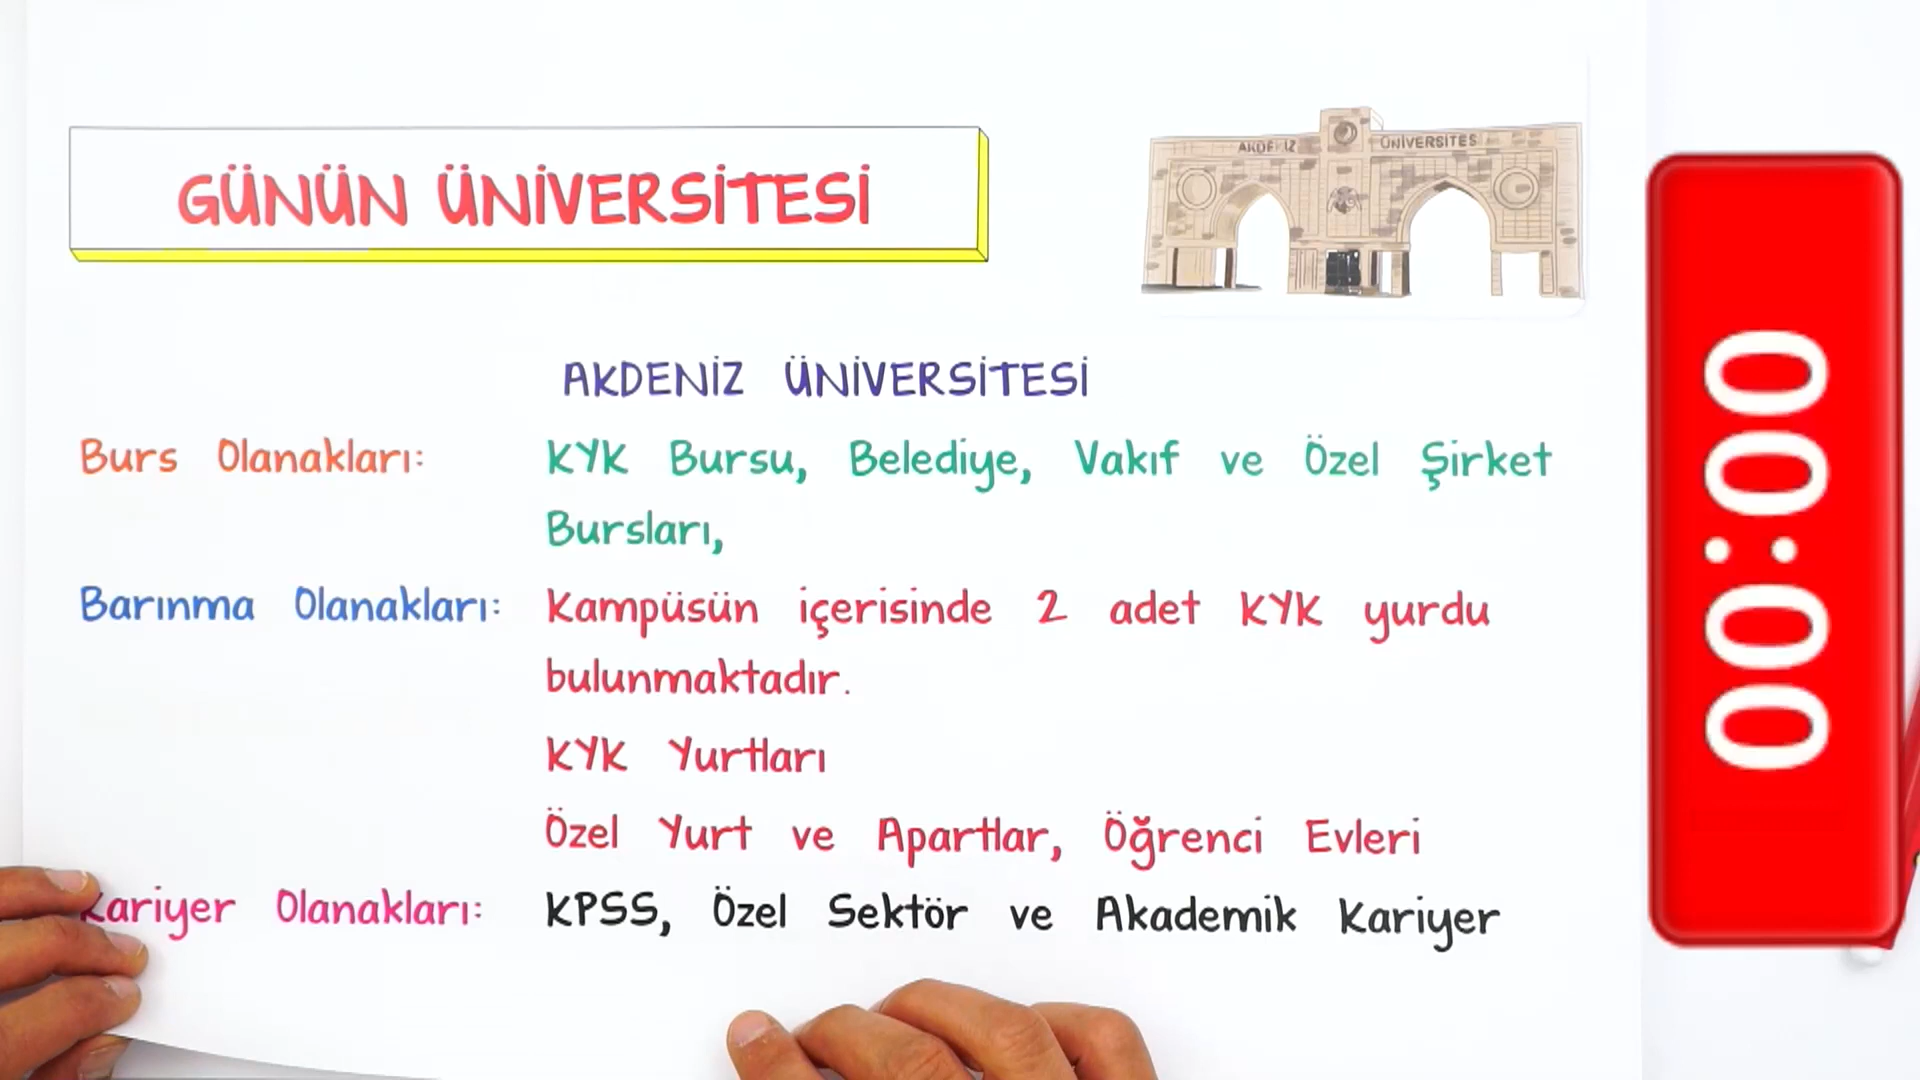 GÜNÜN ÜNİVERSİTESİ
AKDENİZ ÜNİVERSİTES
AKDENİZ ÜNİVERSİTESİ
Burs Olanakları: KYK Bursu, Belediye, Vakıf ve Özel Şirket
Bursları,
Barınma Olanakları: Kampüsün içerisinde 2 adet KYK yurdu
bulunmaktadır.
KYK Yurtları
Özel Yurt ve Apartlar, Öğrenci Evleri
Kariyer Olanakları: KPSS, Özel Sektör ve Akademik Kariyer
00:00